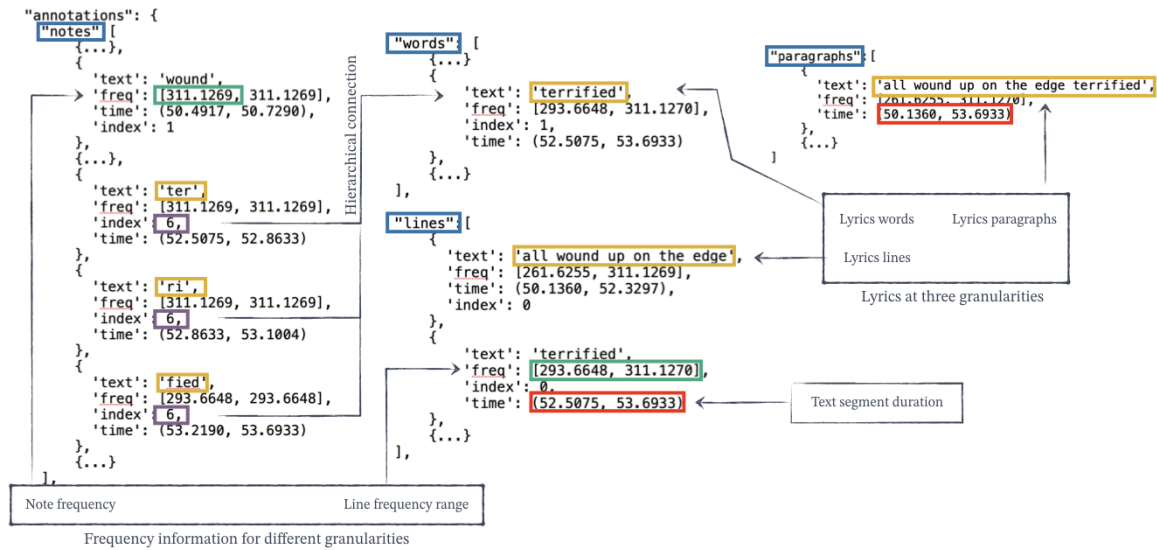 "annotations": {
"notes" [
{...},
{
'text': 'wound',
'freq': [311.1269, 311.1269],
'time': (50.4917, 50.7290),
'index': 1
},
{...},
{
'text': 'ter',
'freq': [311.1269, 311.1269],
'index': 6,
'time': (52.5075, 52.8633)
},
{
'text': 'ri',
'freq': [311.1269, 311.1269],
'index': 6,
'time': (52.8633, 53.1004)
},
{
'text': 'fied',
'freq': [293.6648, 293.6648],
'index': 6,
'time': (53.2190, 53.6933)
},
{...}
],
Hierarchical connection
"words": [
{...}
{
'text': 'terrified',
'freq': [293.6648, 311.1270],
'index': 1,
'time': (52.5075, 53.6933)
},
{...}
],
"lines": [
{
'text': 'all wound up on the edge',
'freq': [261.6255, 311.1269],
'time': (50.1360, 52.3297),
'index': 0
},
{
'text': 'terrified',
'freq': [293.6648, 311.1270],
'index': 0,
'time': (52.5075, 53.6933)
},
{...}
],
"paragraphs": [
{
'text': 'all wound up on the edge terrified',
'freq': [261.6255, 311.1270],
'time': [50.1360, 53.6933)
},
{...}
]
Lyrics words Lyrics paragraphs
Lyrics lines
Lyrics at three granularities
Text segment duration
Note frequency Line frequency range
Frequency information for different granularities